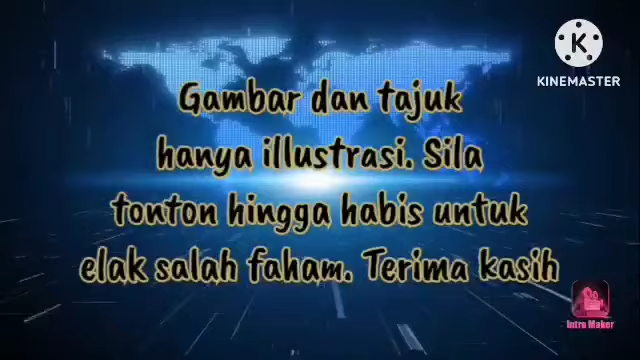 KINEMASTER
Gambar dan tajuk
hanya illustrasi. Sila
tonton hingga habis untuk
elak salah faham. Terima kasih
Intro Maker